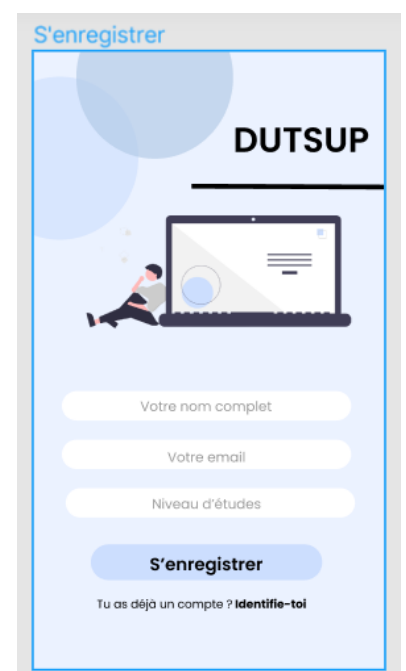 S'enregistrer
DUTSUP
Votre nom complet
Votre email
Niveau d'études
S'enregistrer
Tu as déjà un compte ? Identifie-toi